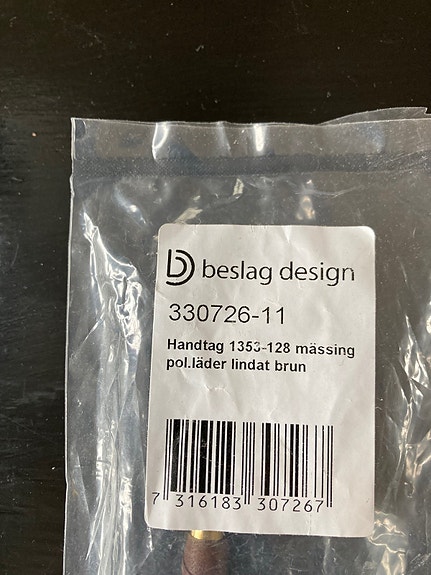 beslag design
330726-11
Handtag 1353-128 mässing
pol.läder lindat brun
7 316183 307267